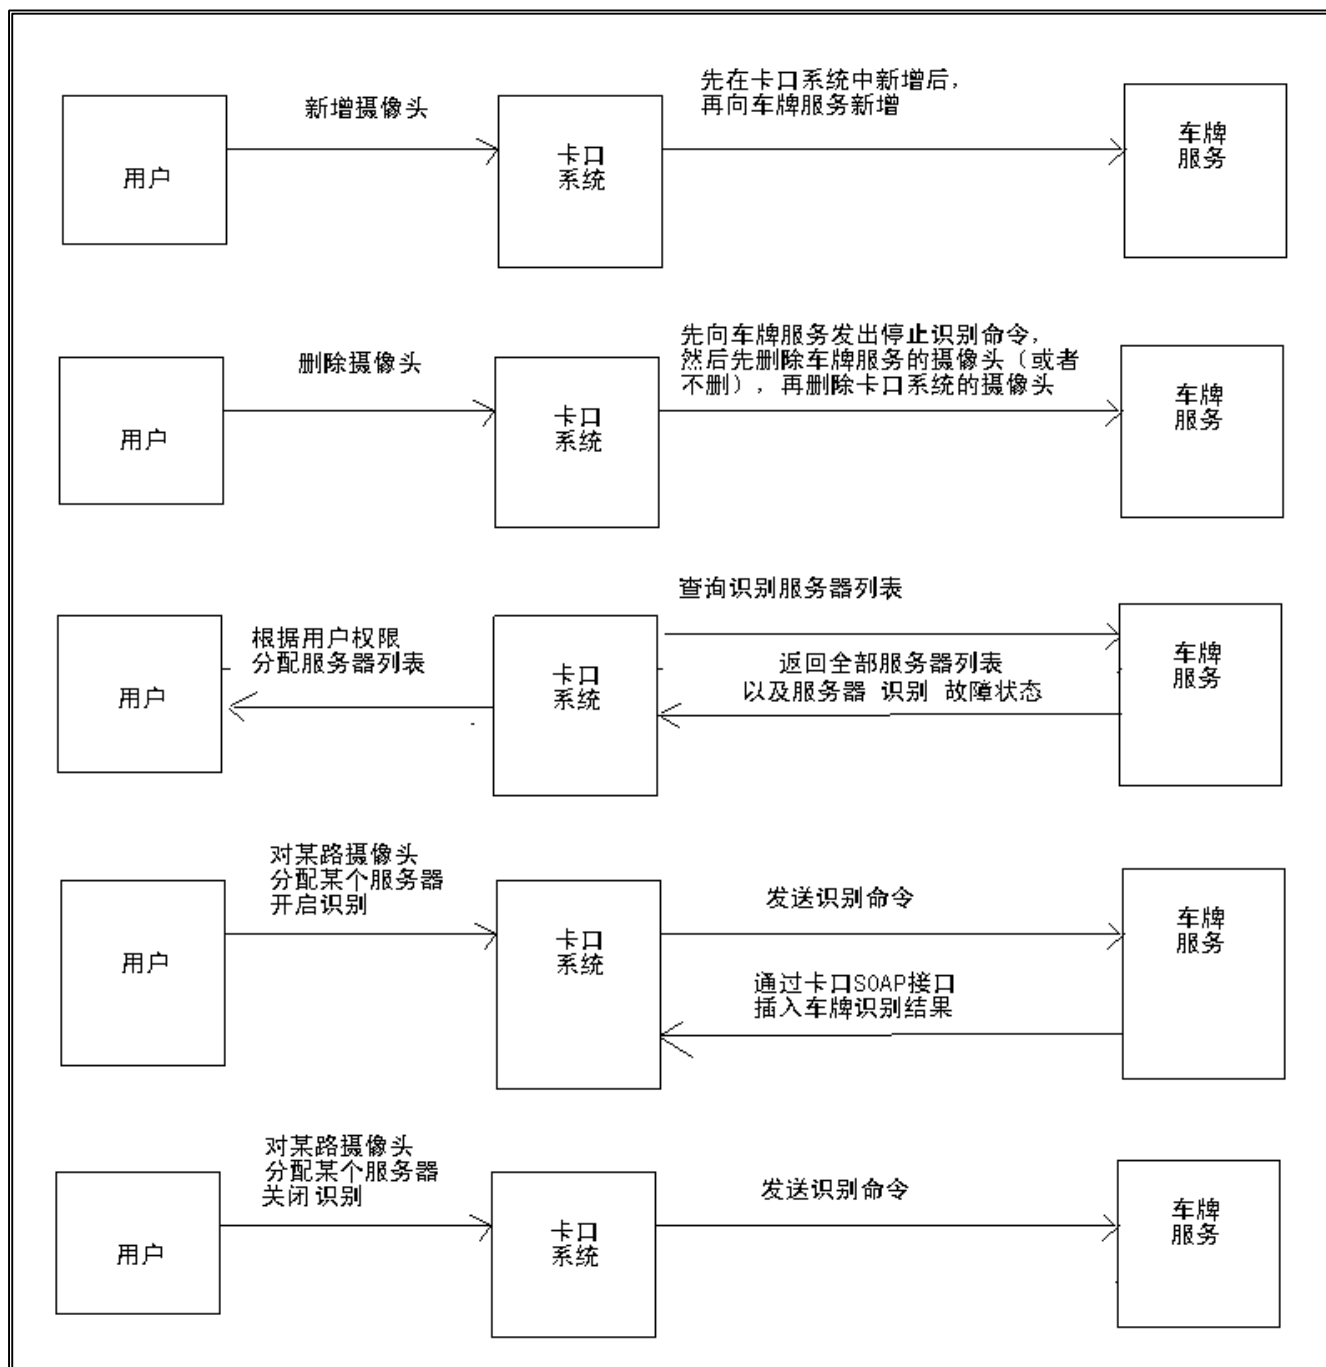 新增摄像头
先在卡口系统中新增后，
再向车牌服务新增
用户
卡口
系统
车牌
服务
删除摄像头
先向车牌服务发出停止识别命令，
然后先删除车牌服务的摄像头（或者
不删），再删除卡口系统的摄像头
用户
卡口
系统
车牌
服务
查询识别服务器列表
根据用户权限
分配服务器列表
返回全部服务器列表
以及服务器 识别 故障状态
用户
卡口
系统
车牌
服务
对某路摄像头
分配某个服务器
开启识别
发送识别命令
通过卡口SOAP接口
插入车牌识别结果
用户
卡口
系统
车牌
服务
对某路摄像头
分配某个服务器
关闭识别
发送识别命令
用户
卡口
系统
车牌
服务